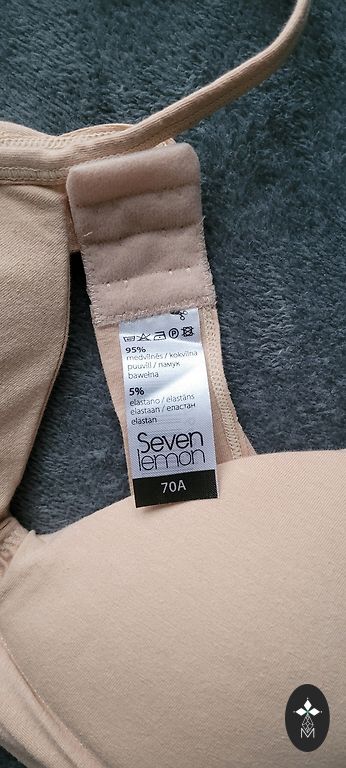 95%
medvilnės / kokvilna
puuvill / памук
bawełna
5%
elastano / elastāns
elastaan / еластан
elastan
Seven
lemon
70A
M